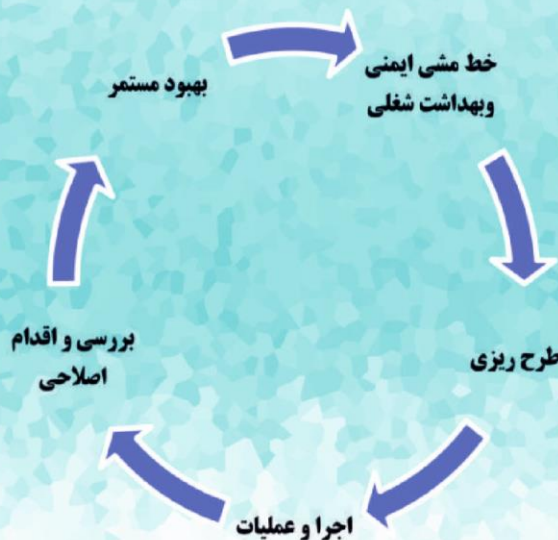 خط مشی ایمنی
وبهداشت شغلی
طرح ریزی
اجرا و عملیات
بررسی و اقدام
اصلاحی
بهبود مستمر